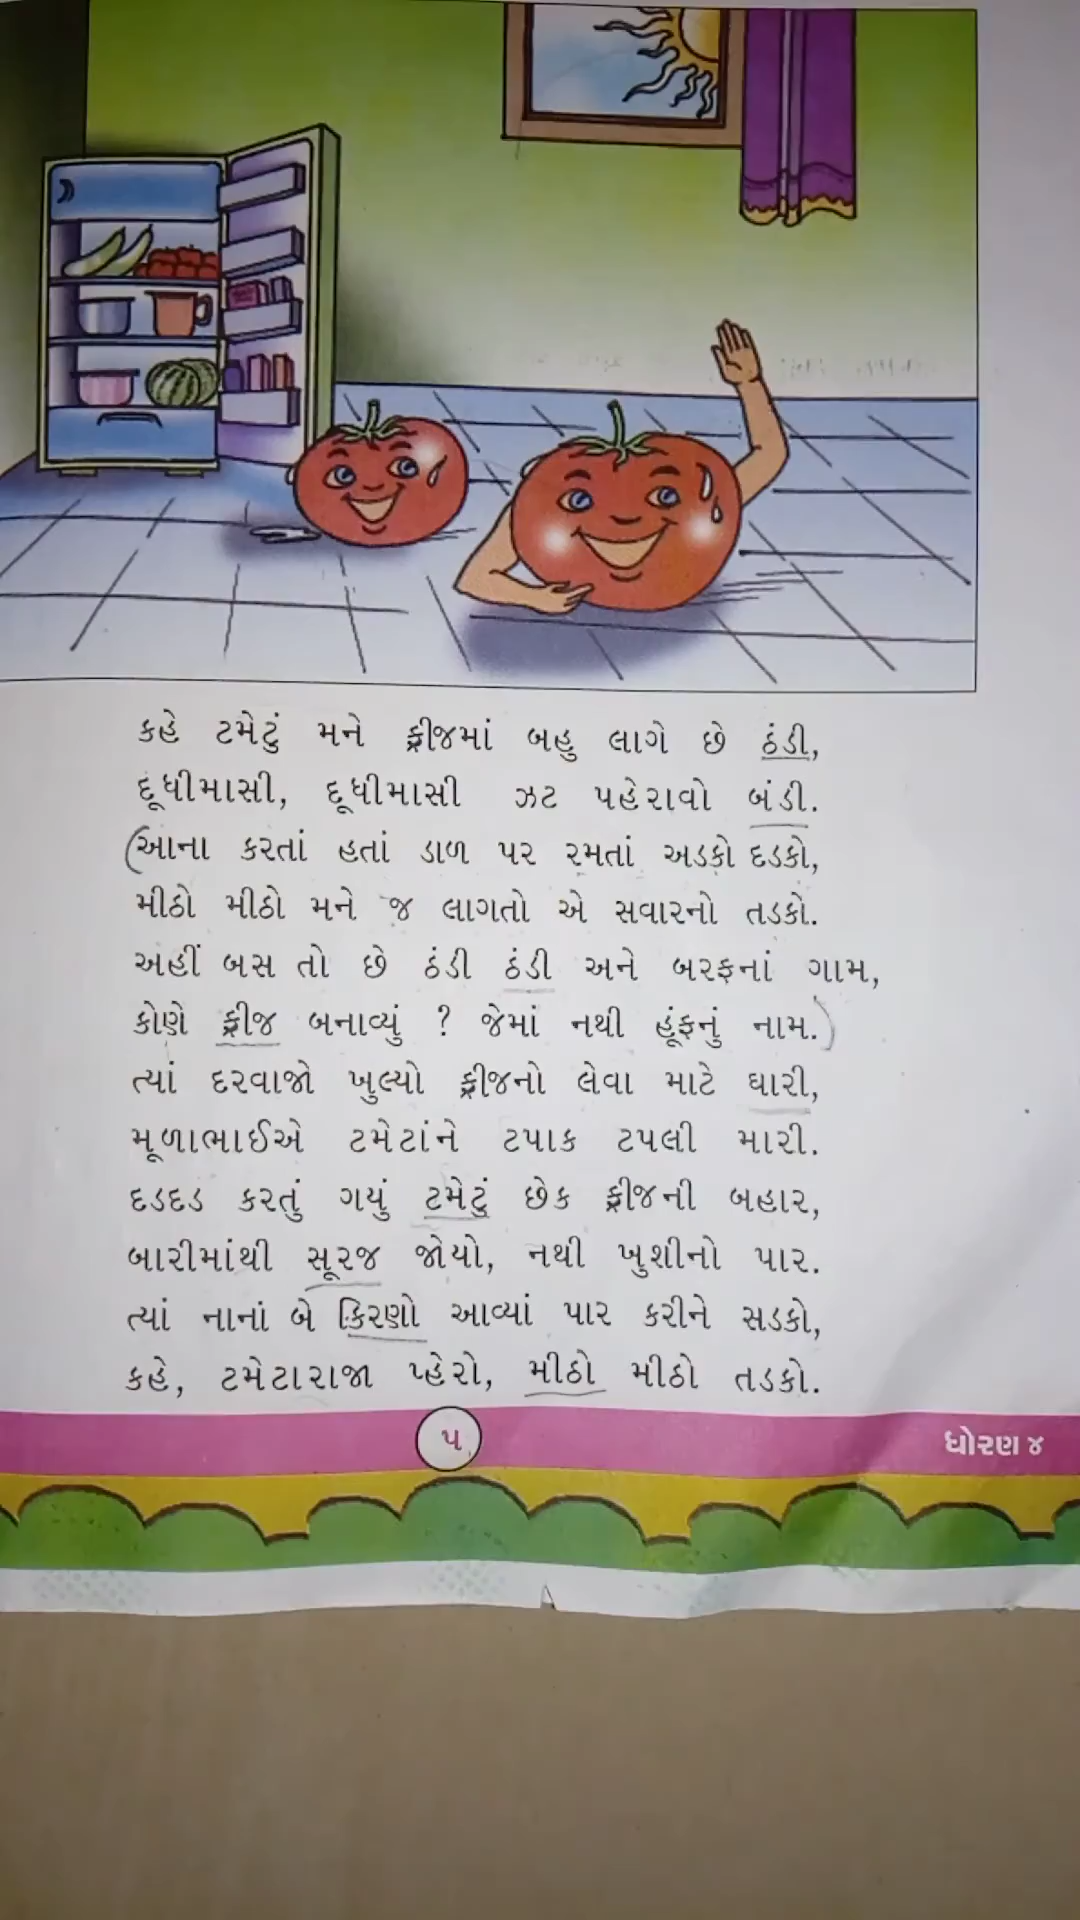 કહે ટમેટું મને ફ્રીજમાં બહુ લાગે છે ઠંડી,
દૂધીમાસી, દૂધીમાસી ઝટ પહેરાવો બંડી.
(આના કરતાં હતાં ડાળ પર રમતાં અડકો દડકો,
મીઠો મીઠો મને જ લાગતો એ સવારનો તડકો.
અહીં બસ તો છે ઠંડી ઠંડી અને બરફનાં ગામ,
કોણે ફ્રીજ બનાવ્યું ? જેમાં નથી હૂંફનું નામ.)
ત્યાં દરવાજો ખુલ્યો ફ્રીજનો લેવા માટે ઘારી,
મૂળાભાઈએ ટમેટાંને ટપાક ટપલી મારી.
દડદડ કરતું ગયું ટમેટું છેક ફ્રીજની બહાર,
બારીમાંથી સૂરજ જોયો, નથી ખુશીનો પાર.
ત્યાં નાનાં બે કિરણો આવ્યાં પાર કરીને સડકો,
કહે, ટમેટારાજા પ્હેરો, મીઠો મીઠો તડકો.
૫
ધોરણ ૪